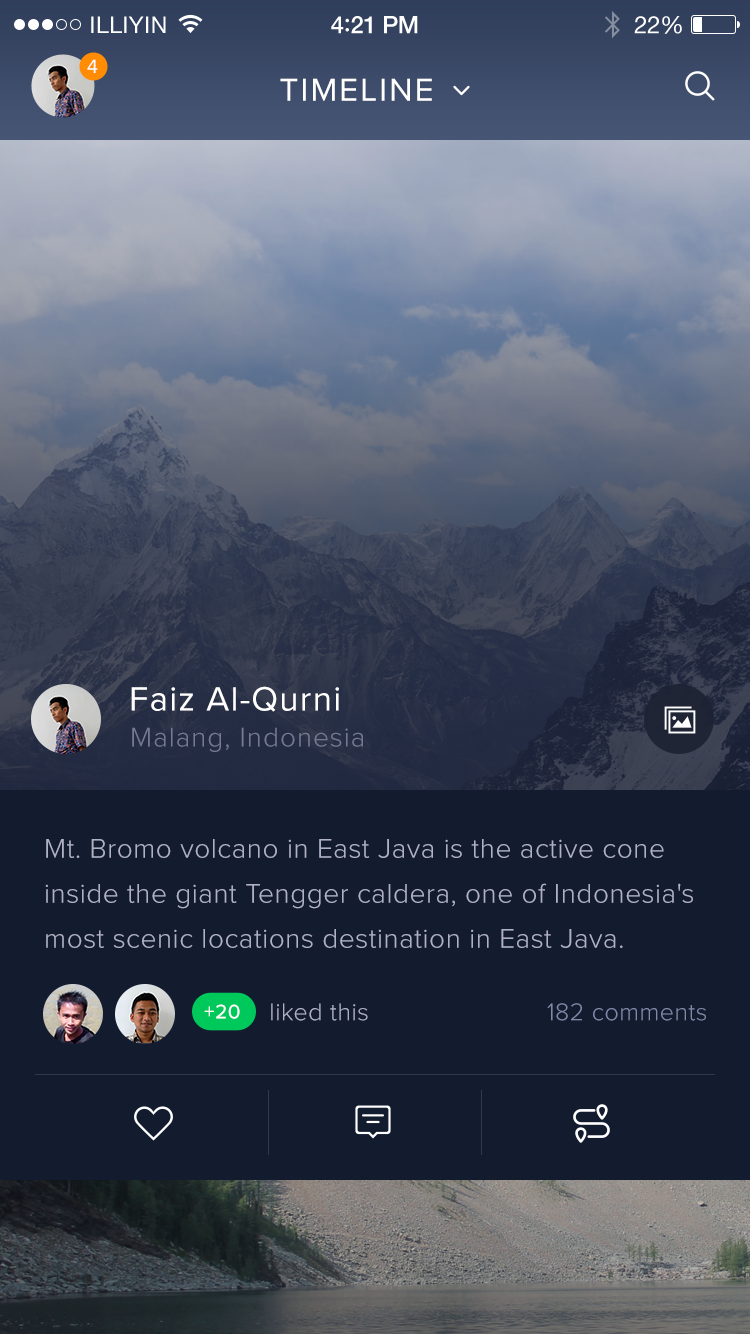 ILLIYIN 4:21 PM 22%
4
TIMELINE
Faiz Al-Qurni
Malang, Indonesia
Mt. Bromo volcano in East Java is the active cone
inside the giant Tengger caldera, one of Indonesia's
most scenic locations destination in East Java.
+20 liked this 182 comments